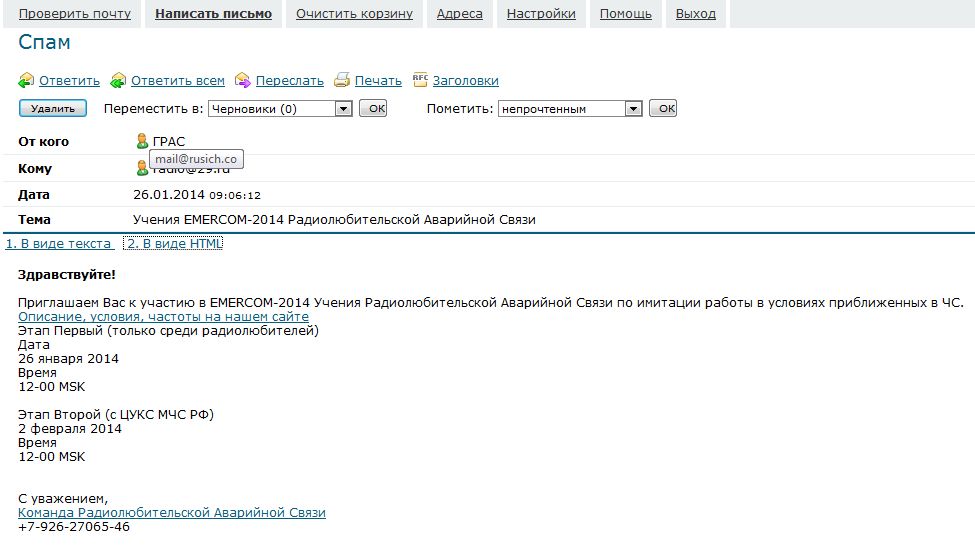 Проверить почту Написать письмо Очистить корзину Адреса Настройки Помощь Выход
Спам
Ответить Ответить всем Переслать Печать RFC Заголовки
Удалить Переместить в: Черновики (0) OK Пометить: непрочтенным OK
От кого ГРАС
mail@rusich.co
Кому radio@29.ru
Дата 26.01.2014 09:06:12
Тема Учения EMERCOM-2014 Радиолюбительской Аварийной Связи
1. В виде текста 2. В виде HTML
Здравствуйте!
Приглашаем Вас к участию в EMERCOM-2014 Учения Радиолюбительской Аварийной Связи по имитации работы в условиях приближенных в ЧС.
Описание, условия, частоты на нашем сайте
Этап Первый (только среди радиолюбителей)
Дата
26 января 2014
Время
12-00 MSK
Этап Второй (с ЦУКС МЧС РФ)
2 февраля 2014
Время
12-00 MSK
С уважением,
Команда Радиолюбительской Аварийной Связи
+7-926-27065-46